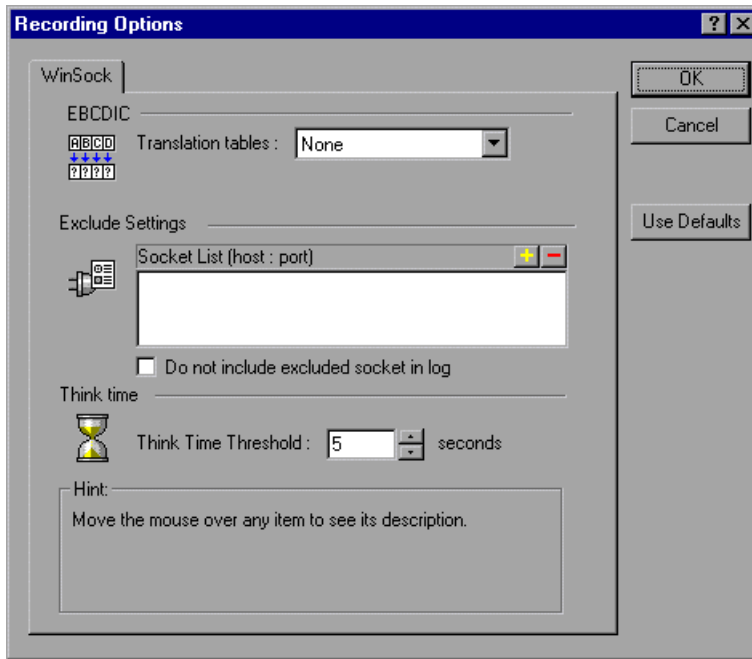 Recording Options
WinSock
OK
EBCDIC
ABCD
????
Translation tables :
None
Cancel
Exclude Settings
Use Defaults
Socket List (host : port)
Do not include excluded socket in log
Think time
Think Time Threshold :
5
seconds
Hint:
Move the mouse over any item to see its description.